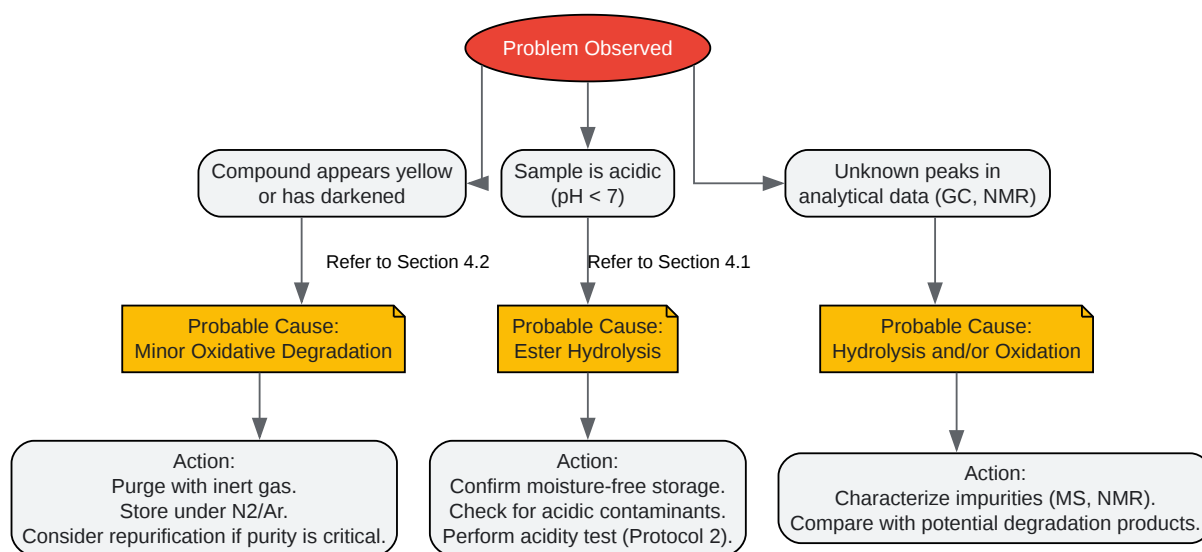 Problem Observed
Compound appears yellow
or has darkened
Sample is acidic
(pH < 7)
Unknown peaks in
analytical data (GC, NMR)
Refer to Section 4.2
Refer to Section 4.1
Probable Cause:
Minor Oxidative Degradation
Probable Cause:
Ester Hydrolysis
Probable Cause:
Hydrolysis and/or Oxidation
Action:
Purge with inert gas.
Store under N2/Ar.
Consider repurification if purity is critical.
Action:
Confirm moisture-free storage.
Check for acidic contaminants.
Perform acidity test (Protocol 2).
Action:
Characterize impurities (MS, NMR).
Compare with potential degradation products.